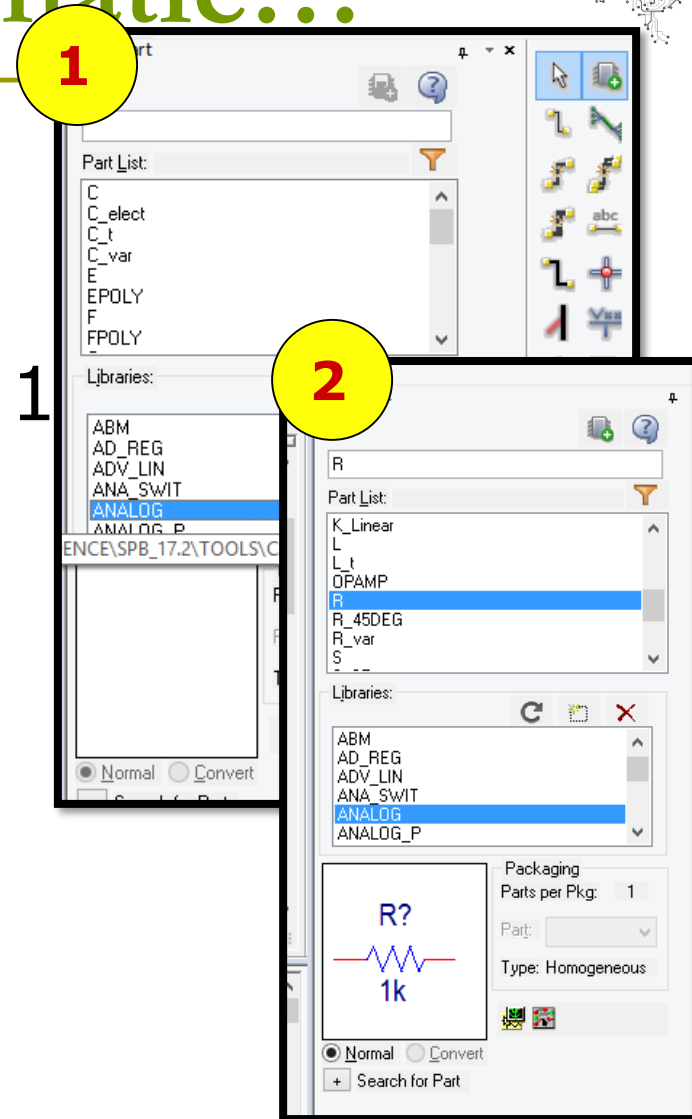 1
Part List:
C
C_elect
C_t
C_var
E
EPOLY
F
FPOLY
Libraries:
ABM
AD_REG
ADV_LIN
ANA_SWIT
ANALOG
ANALOG_P
ENCE\SPB_17.2\TOOLS\C
Normal Convert
abc
1
2
R
Part List:
K_Linear
L
L_t
OPAMP
R
R_45DEG
R_var
S
Libraries:
ABM
AD_REG
ADV_LIN
ANA_SWIT
ANALOG
ANALOG_P
R?
1k
Packaging
Parts per Pkg: 1
Part:
Type: Homogeneous
Normal Convert
+ Search for Part